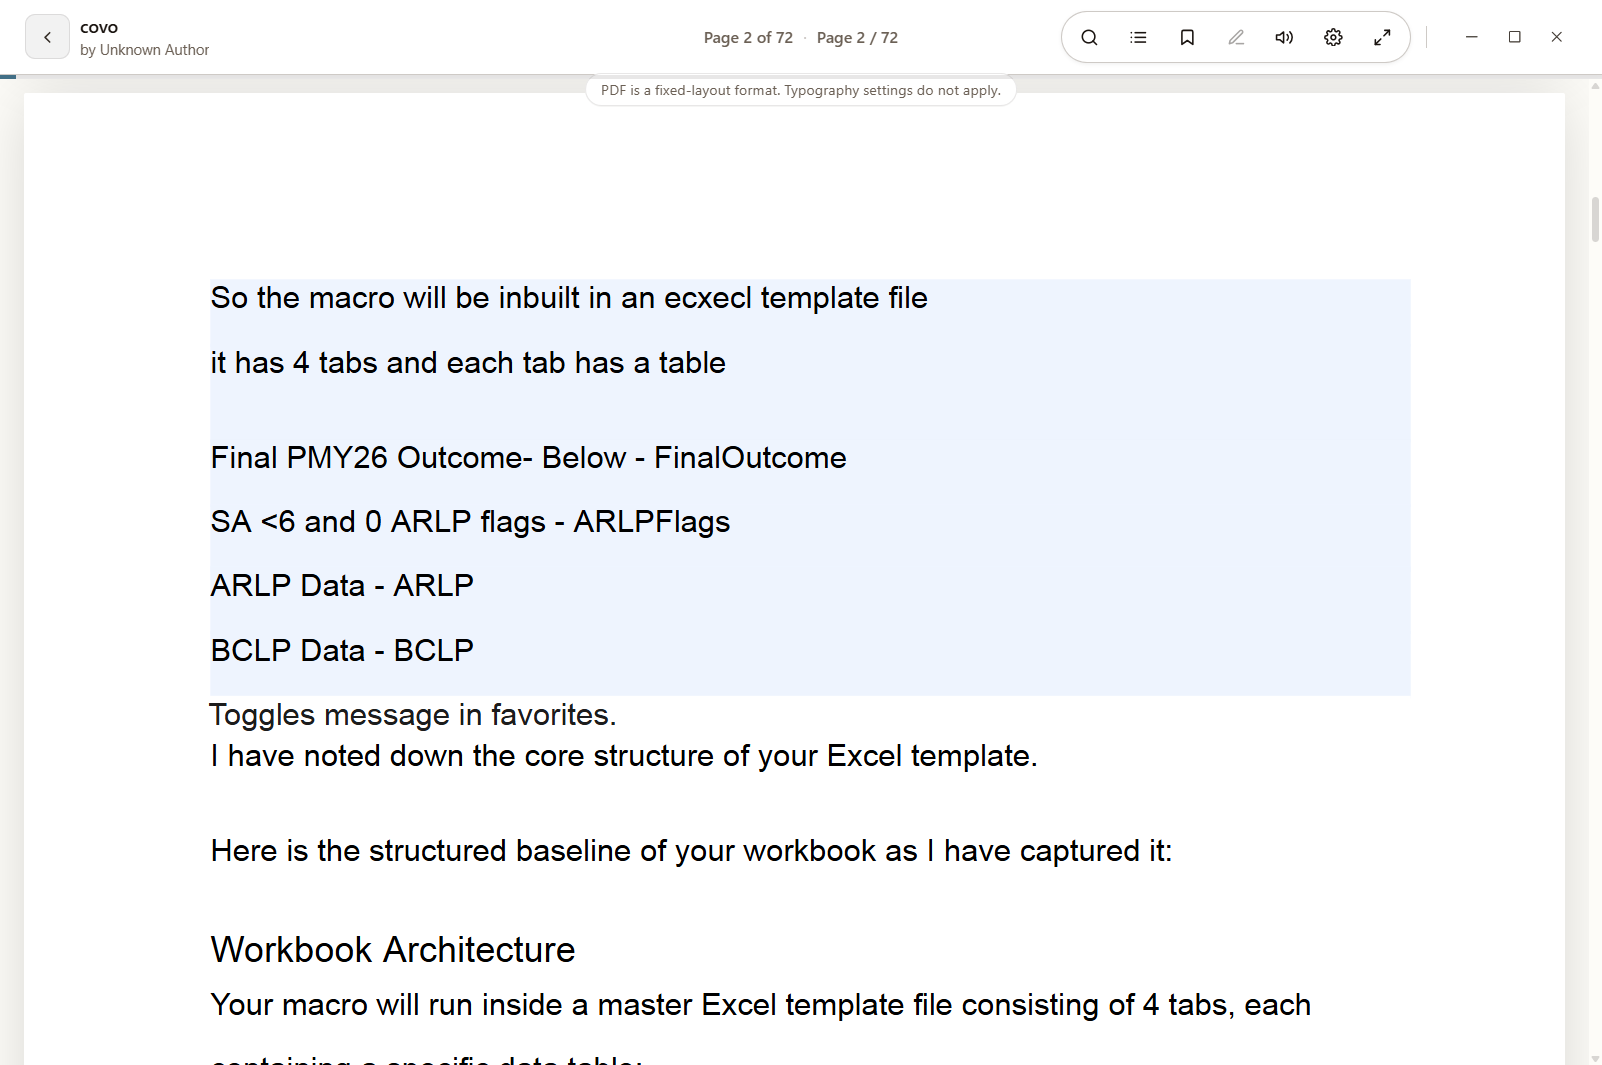 covo
by Unknown Author
Page 2 of 72 · Page 2 / 72
PDF is a fixed-layout format. Typography settings do not apply.
So the macro will be inbuilt in an ecxecl template file
it has 4 tabs and each tab has a table
Final PMY26 Outcome- Below - FinalOutcome
SA <6 and 0 ARLP flags - ARLPFlags
ARLP Data - ARLP
BCLP Data - BCLP
Toggles message in favorites.
I have noted down the core structure of your Excel template.
Here is the structured baseline of your workbook as I have captured it:
Workbook Architecture
Your macro will run inside a master Excel template file consisting of 4 tabs, each
containing a specific data table: